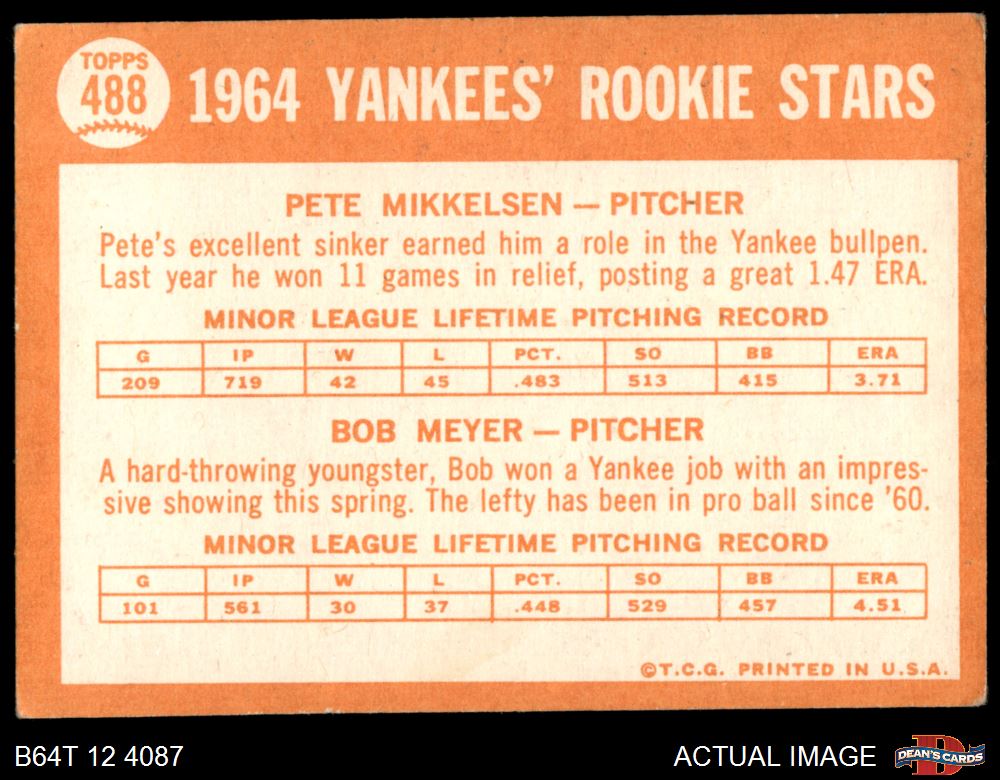 TOPPS
488
1964 YANKEES' ROOKIE STARS
PETE MIKKELSEN — PITCHER
Pete's excellent sinker earned him a role in the Yankee bullpen.
Last year he won 11 games in relief, posting a great 1.47 ERA.
MINOR LEAGUE LIFETIME PITCHING RECORD
G IP W L PCT. SO BB ERA
209 719 42 45 .483 513 415 3.71
BOB MEYER — PITCHER
A hard-throwing youngster, Bob won a Yankee job with an impres-
sive showing this spring. The lefty has been in pro ball since '60.
MINOR LEAGUE LIFETIME PITCHING RECORD
G IP W L PCT. SO BB ERA
101 561 30 37 .448 529 457 4.51
©T.C.G. PRINTED IN U.S.A.
B64T 12 4087
ACTUAL IMAGE
D
DEAN'S CARDS